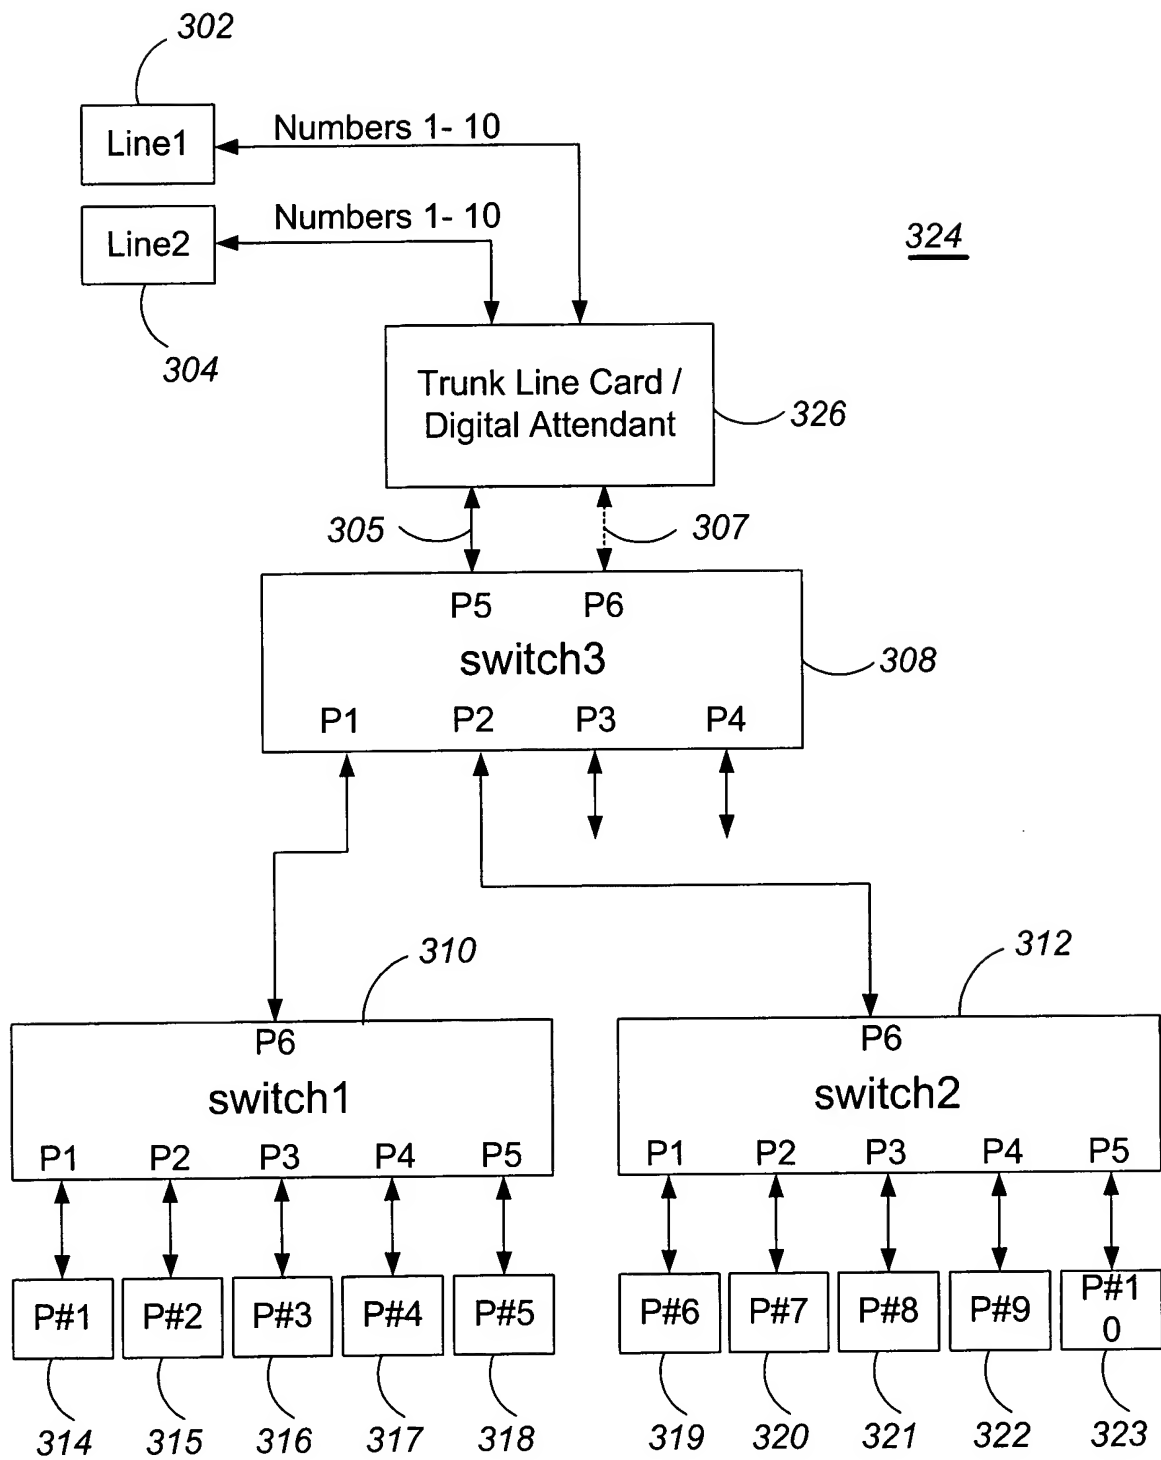 302
Line1
Numbers 1- 10
Line2
Numbers 1- 10
324
304
Trunk Line Card /
Digital Attendant
326
305
307
P5 P6
switch3
308
P1 P2 P3 P4
310
312
P6
switch1
P1 P2 P3 P4 P5
P6
switch2
P1 P2 P3 P4 P5
P#1 P#2 P#3 P#4 P#5
P#6 P#7 P#8 P#9 P#1
0
314 315 316 317 318
319 320 321 322 323